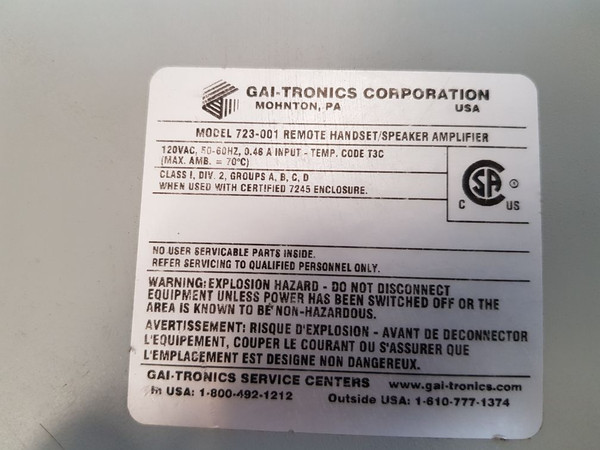 GAI-TRONICS CORPORATION
MOHNTON, PA USA
MODEL 723-001 REMOTE HANDSET/SPEAKER AMPLIFIER
120VAC, 50-60HZ, 0.46 A INPUT - TEMP. CODE T3C
(MAX. AMB. = 70°C)
CLASS I, DIV. 2, GROUPS A, B, C, D
WHEN USED WITH CERTIFIED 7245 ENCLOSURE.
CSA
C US
NO USER SERVICABLE PARTS INSIDE.
REFER SERVICING TO QUALIFIED PERSONNEL ONLY.
WARNING: EXPLOSION HAZARD - DO NOT DISCONNECT
EQUIPMENT UNLESS POWER HAS BEEN SWITCHED OFF OR THE
AREA IS KNOWN TO BE NON-HAZARDOUS.
AVERTISSEMENT: RISQUE D'EXPLOSION - AVANT DE DECONNECTOR
L'EQUIPEMENT, COUPER LE COURANT OU S'ASSURER QUE
L'EMPLACEMENT EST DESIGNE NON DANGEREUX.
GAI-TRONICS SERVICE CENTERS www.gai-tronics.com
In USA: 1-800-492-1212 Outside USA: 1-610-777-1374